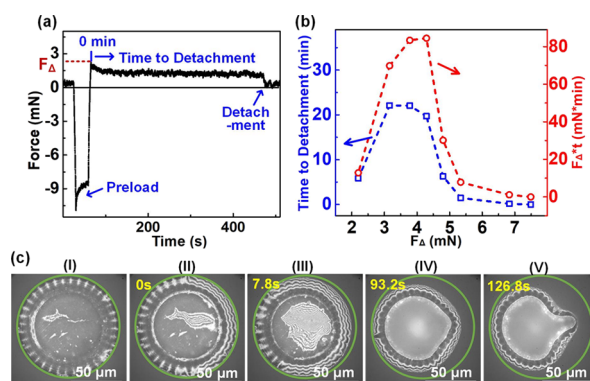 (a)
0 min
Time to Detachment
F∆
3
0
-3
-6
-9
Force (mN)
Detach
-ment
Preload
0
200
400
Time (s)
(b)
30
20
10
0
Time to Detachment (min)
80
60
40
20
0
F∆*t (mN*min)
2 3 4 5 6 7
F∆ (mN)
(c)
(I) (II) (III) (IV) (V)
0s 7.8s 93.2s 126.8s
50 µm 50 µm 50 µm 50 µm 50 µm